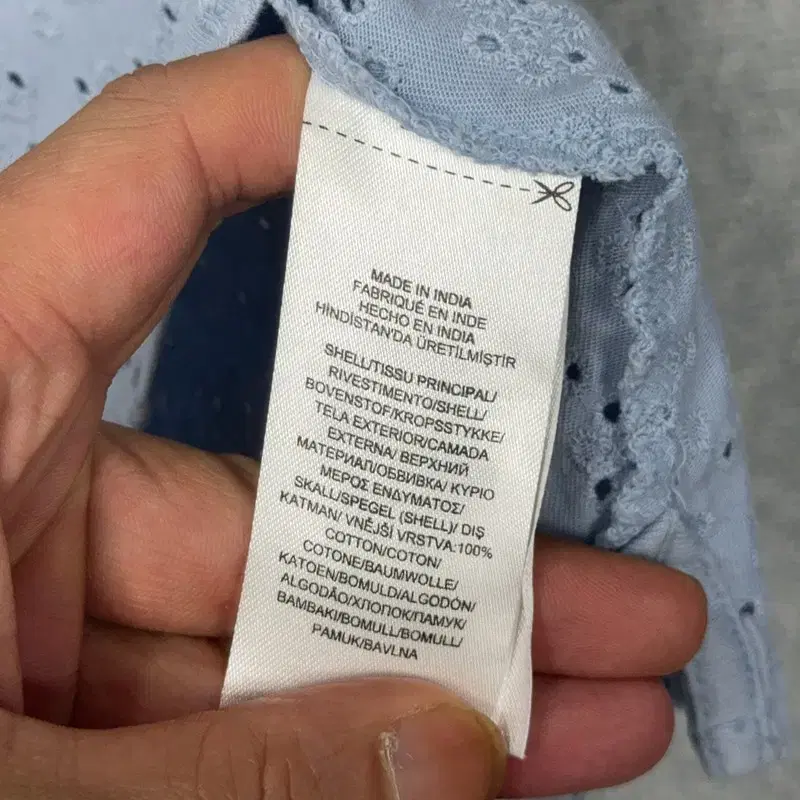 MADE IN INDIA
FABRIQUÉ EN INDE
HECHO EN INDIA
HİNDİSTAN'DA ÜRETİLMİŞTİR
SHELL/TISSU PRINCIPAL/
RIVESTIMENTO/SHELL/
BOVENSTOF/KROPSSTYKKE/
TELA EXTERIOR/CAMADA
EXTERNA/ ВЕРХНИЙ
МАТЕРИАЛ/ОБВИВКА/ ΚΥΡΙΟ
ΜΕΡΟΣ ΕΝΔΥΜΑΤΟΣ/
SKALL/SPEGEL (SHELL)/ DIŞ
KATMAN/ VNĚJŠÍ VRSTVA:100%
COTTON/COTON/
COTONE/BAUMWOLLE/
KATOEN/BOMULD/ALGODÓN/
ALGODÃO/ХЛОПОК/ПАМУК/
ΒΑΜΒΑΚΙ/BOMULL/BOMULL/
PAMUK/BAVLNA